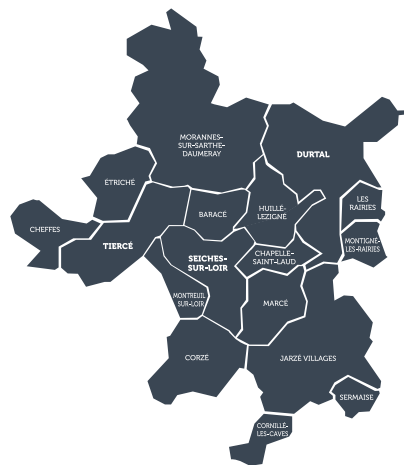 MORANNES-
SUR-SARTHE-
DAUMERAY
DURTAL
ÉTRICHÉ
LES
RAIRIES
HUILLÉ-
LEZIGNÉ
BARACÉ
CHEFFES
TIERCÉ
MONTIGNÉ-
LES-RAIRIES
CHAPELLE-
SAINT-LAUD
SEICHES-
SUR-LOIR
MONTREUIL
SUR-LOIR
MARCÉ
CORZÉ
JARZÉ VILLAGES
SERMAISE
CORNILLÉ-
LES-CAVES